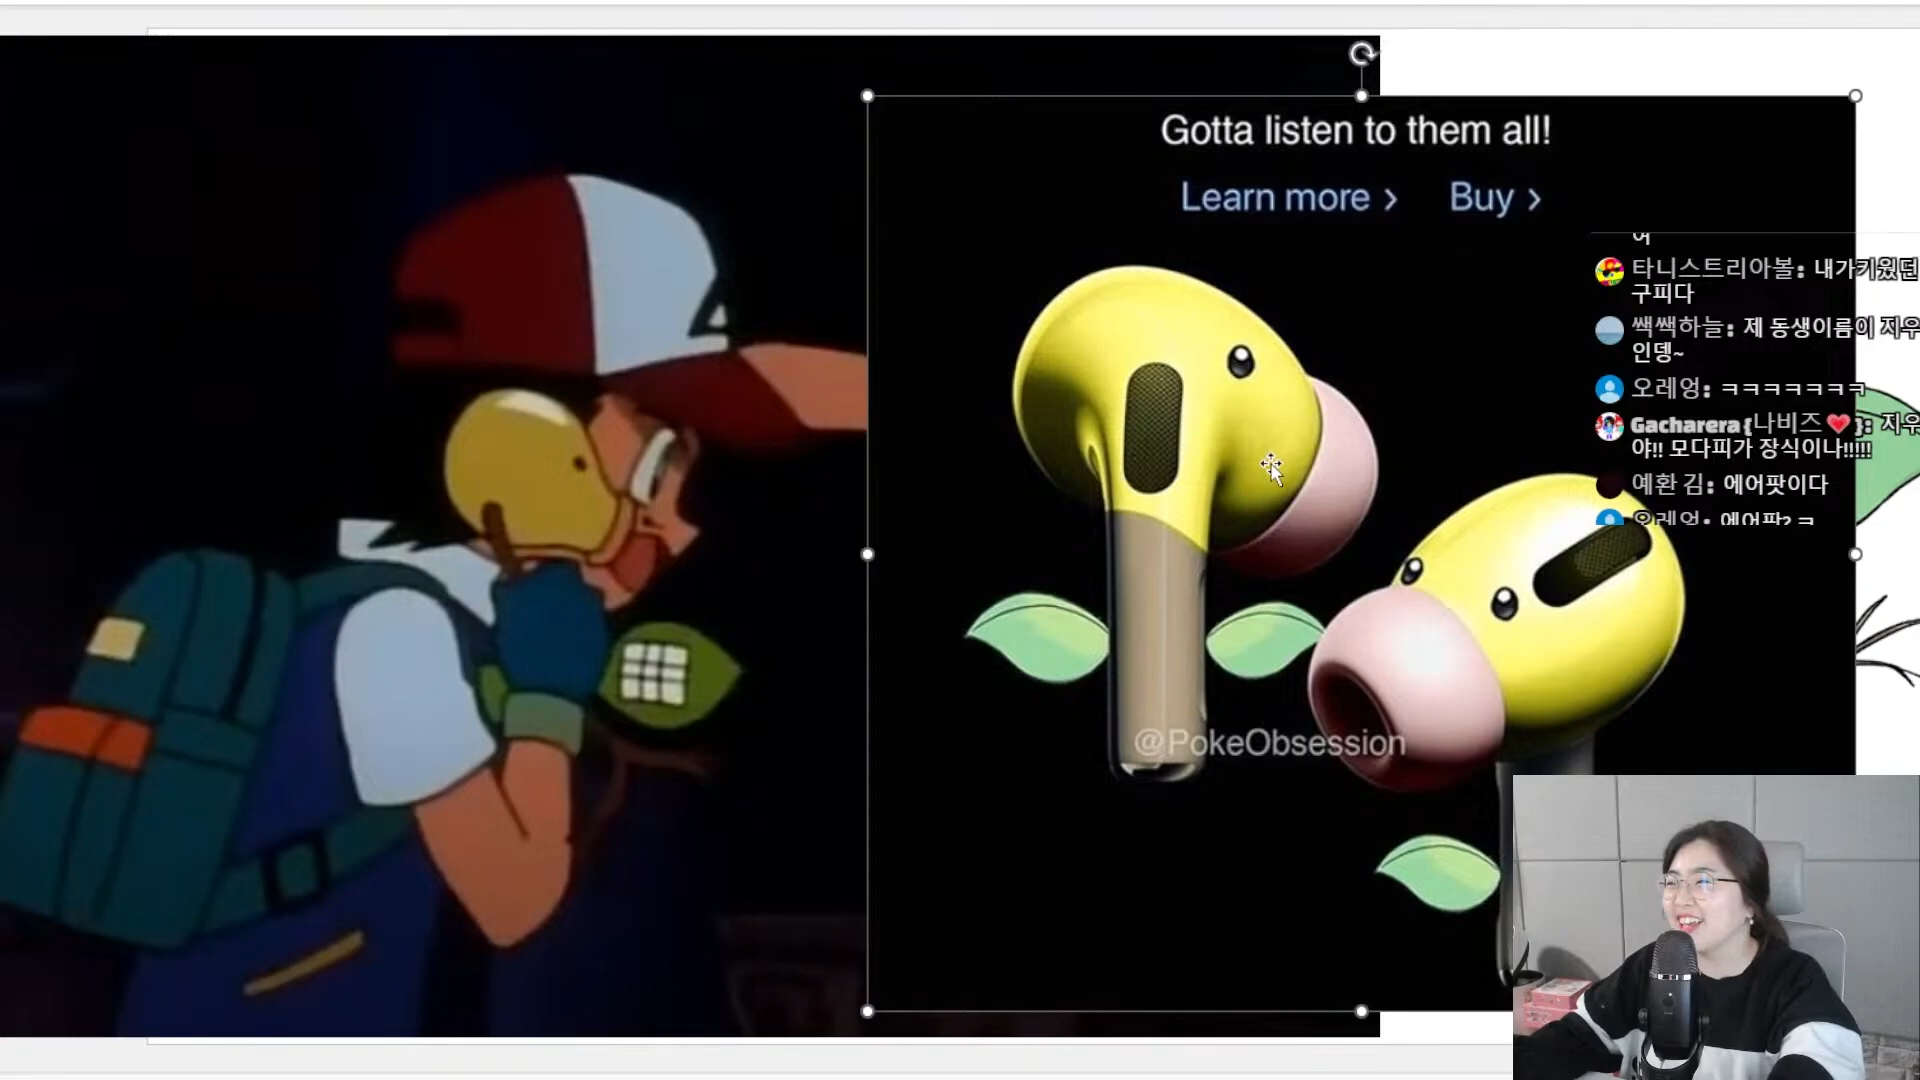 Gotta listen to them all!
Learn more > Buy >
타니스트리아볼: 내가키웠던
구피다
쌕쌕하늘: 제 동생이름이 지우
인뎅~
오레엉: ㅋㅋㅋㅋㅋㅋㅋ
Gacharera{나비즈❤️}: 지우
야!! 모다피가 장식이냐!!!!!
예환 김: 에어팟이다
@PokeObsession